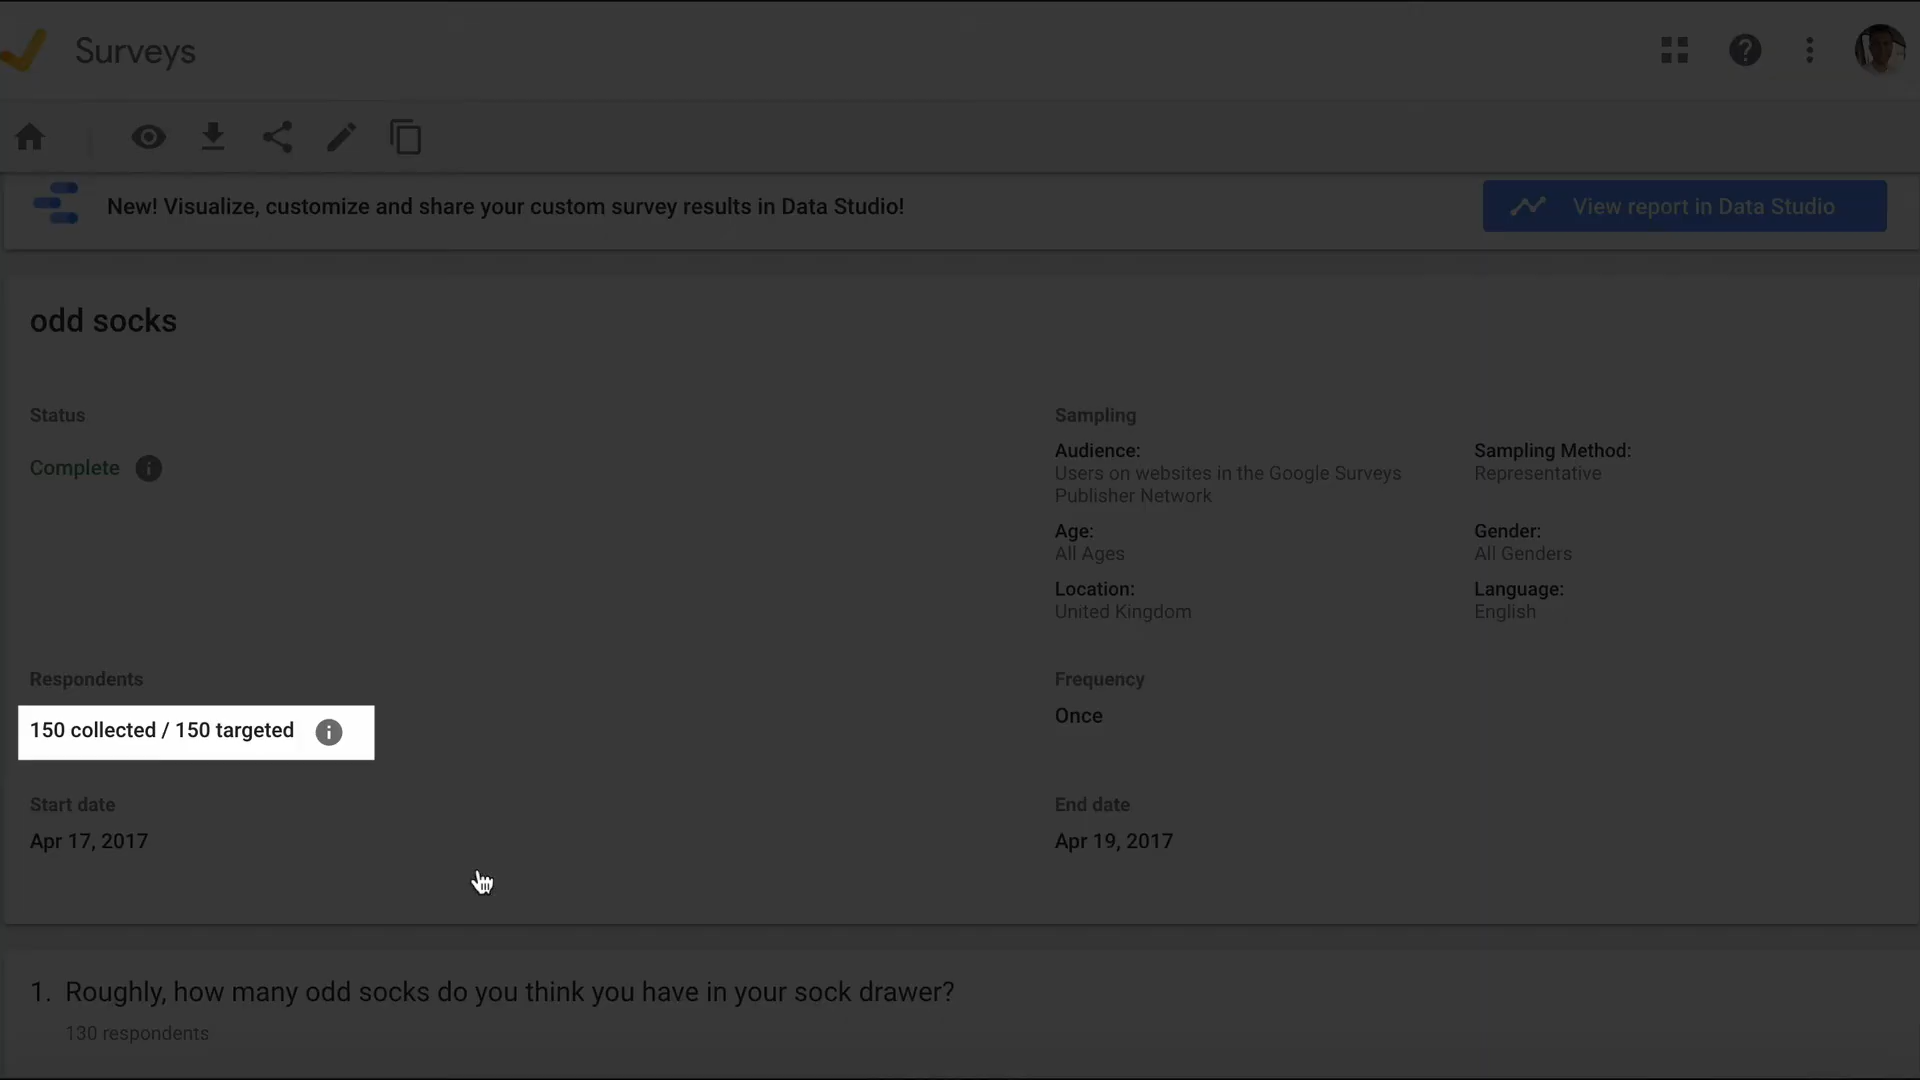 Surveys
New! Visualize, customize and share your custom survey results in Data Studio!
View report in Data Studio
odd socks
Status
Complete
Sampling
Audience:
Users on websites in the Google Surveys
Publisher Network
Sampling Method:
Representative
Age:
All Ages
Gender:
All Genders
Location:
United Kingdom
Language:
English
Respondents
150 collected / 150 targeted
Frequency
Once
Start date
Apr 17, 2017
End date
Apr 19, 2017
1. Roughly, how many odd socks do you think you have in your sock drawer?
130 respondents